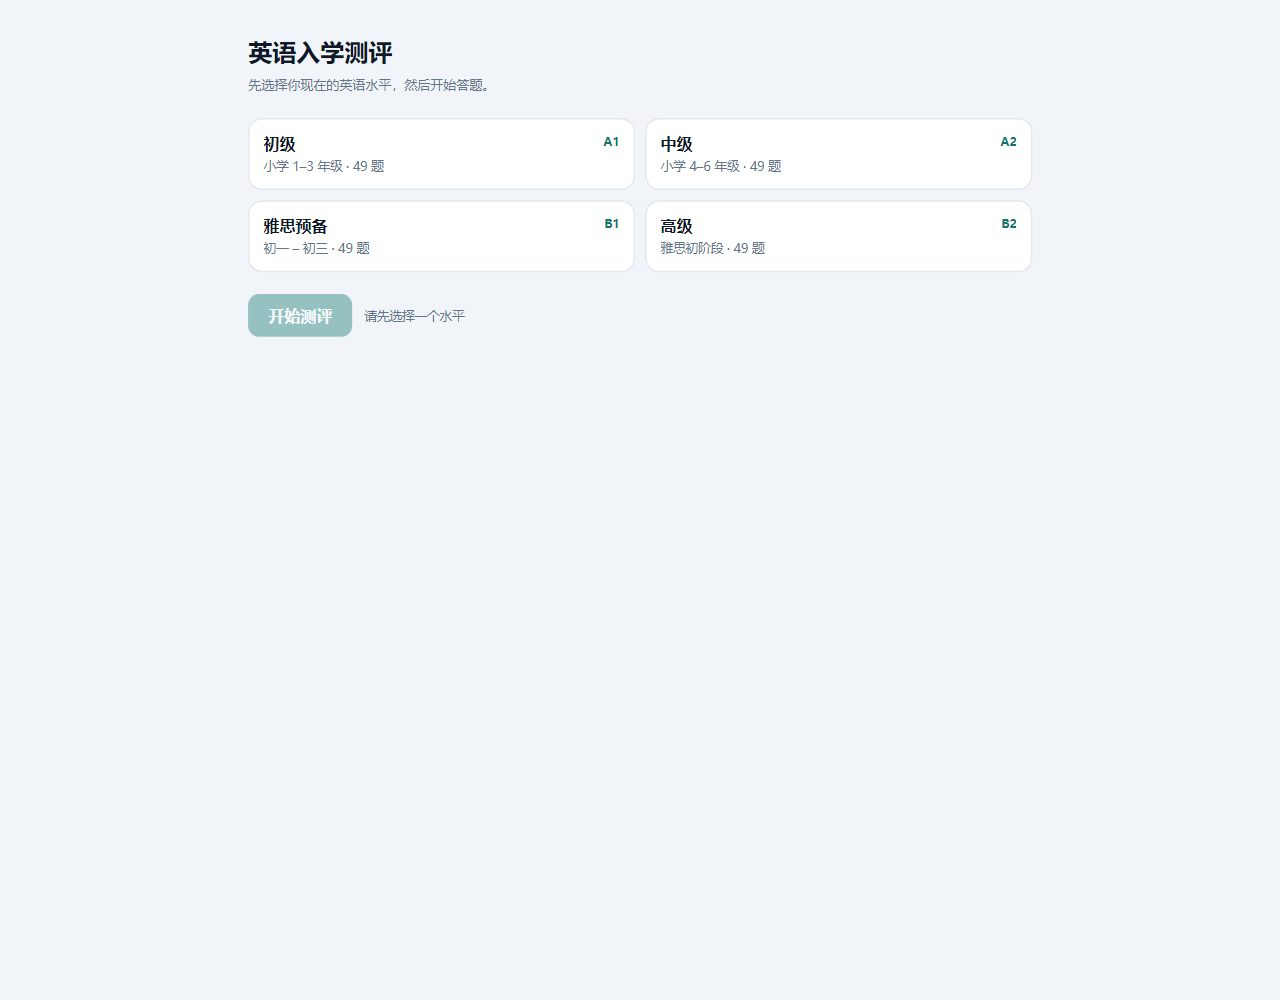 英语入学测评
先选择你现在的英语水平，然后开始答题。
初级 A1
小学 1–3 年级 · 49 题
中级 A2
小学 4–6 年级 · 49 题
雅思预备 B1
初一 – 初三 · 49 题
高级 B2
雅思初阶段 · 49 题
开始测评 请先选择一个水平